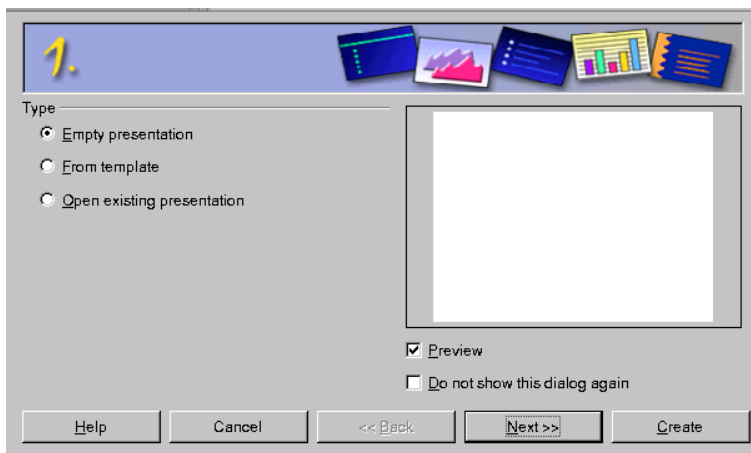 1.
Type
Empty presentation
From template
Open existing presentation
Preview
Do not show this dialog again
Help Cancel << Back Next >> Create